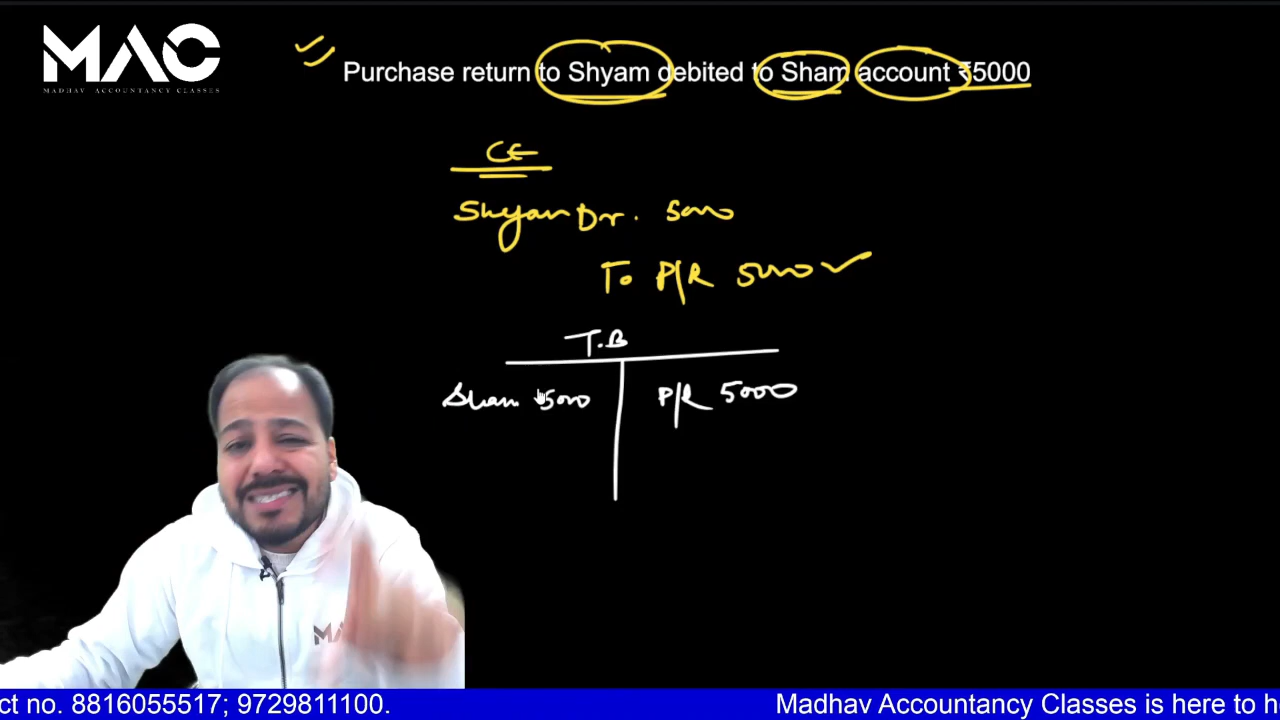 MAC
MADHAV ACCOUNTANCY CLASSES
Purchase return to Shyam debited to Sham account ₹5000
CE
Shyam Dr. 5000
To P/R 5000
T.B
Sham 5000 P/R 5000
MAC
ct no. 8816055517; 9729811100. Madhav Accountancy Classes is here to h